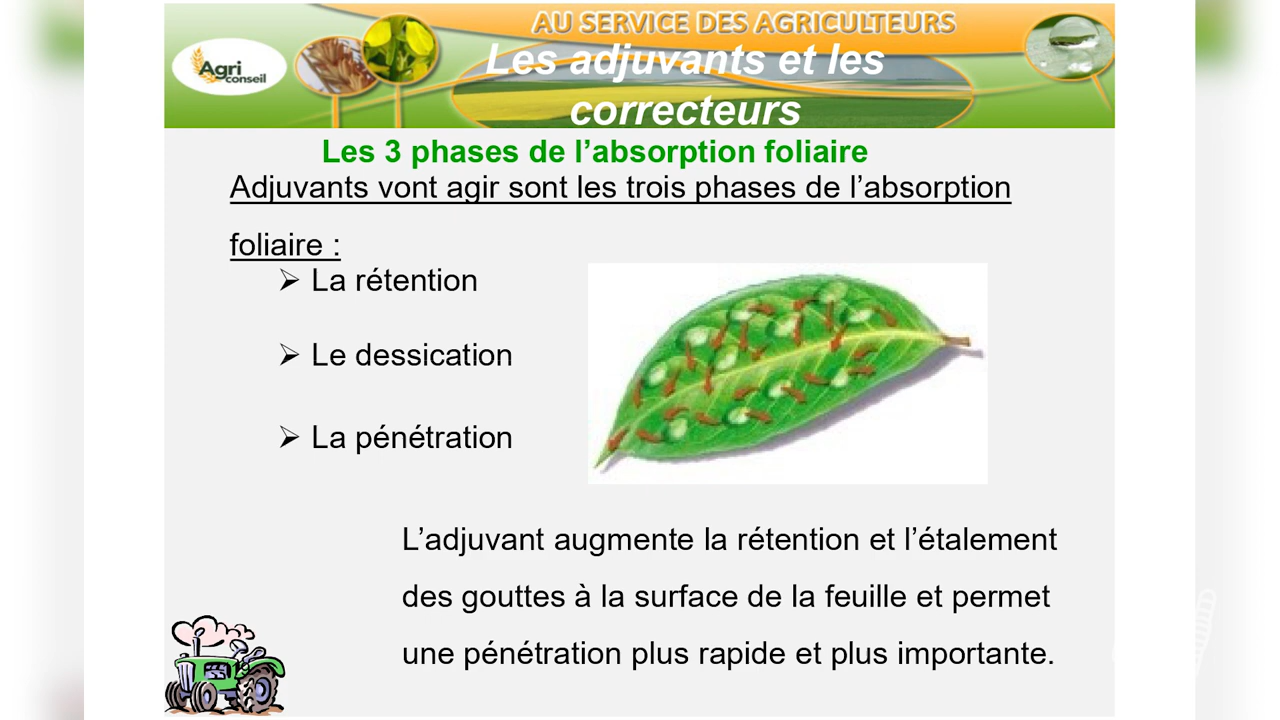 AU SERVICE DES AGRICULTEURS
Agri
conseil
Les adjuvants et les
correcteurs
Les 3 phases de l’absorption foliaire
Adjuvants vont agir sont les trois phases de l’absorption
foliaire :
➢ La rétention
➢ Le dessication
➢ La pénétration
L’adjuvant augmente la rétention et l’étalement
des gouttes à la surface de la feuille et permet
une pénétration plus rapide et plus importante.